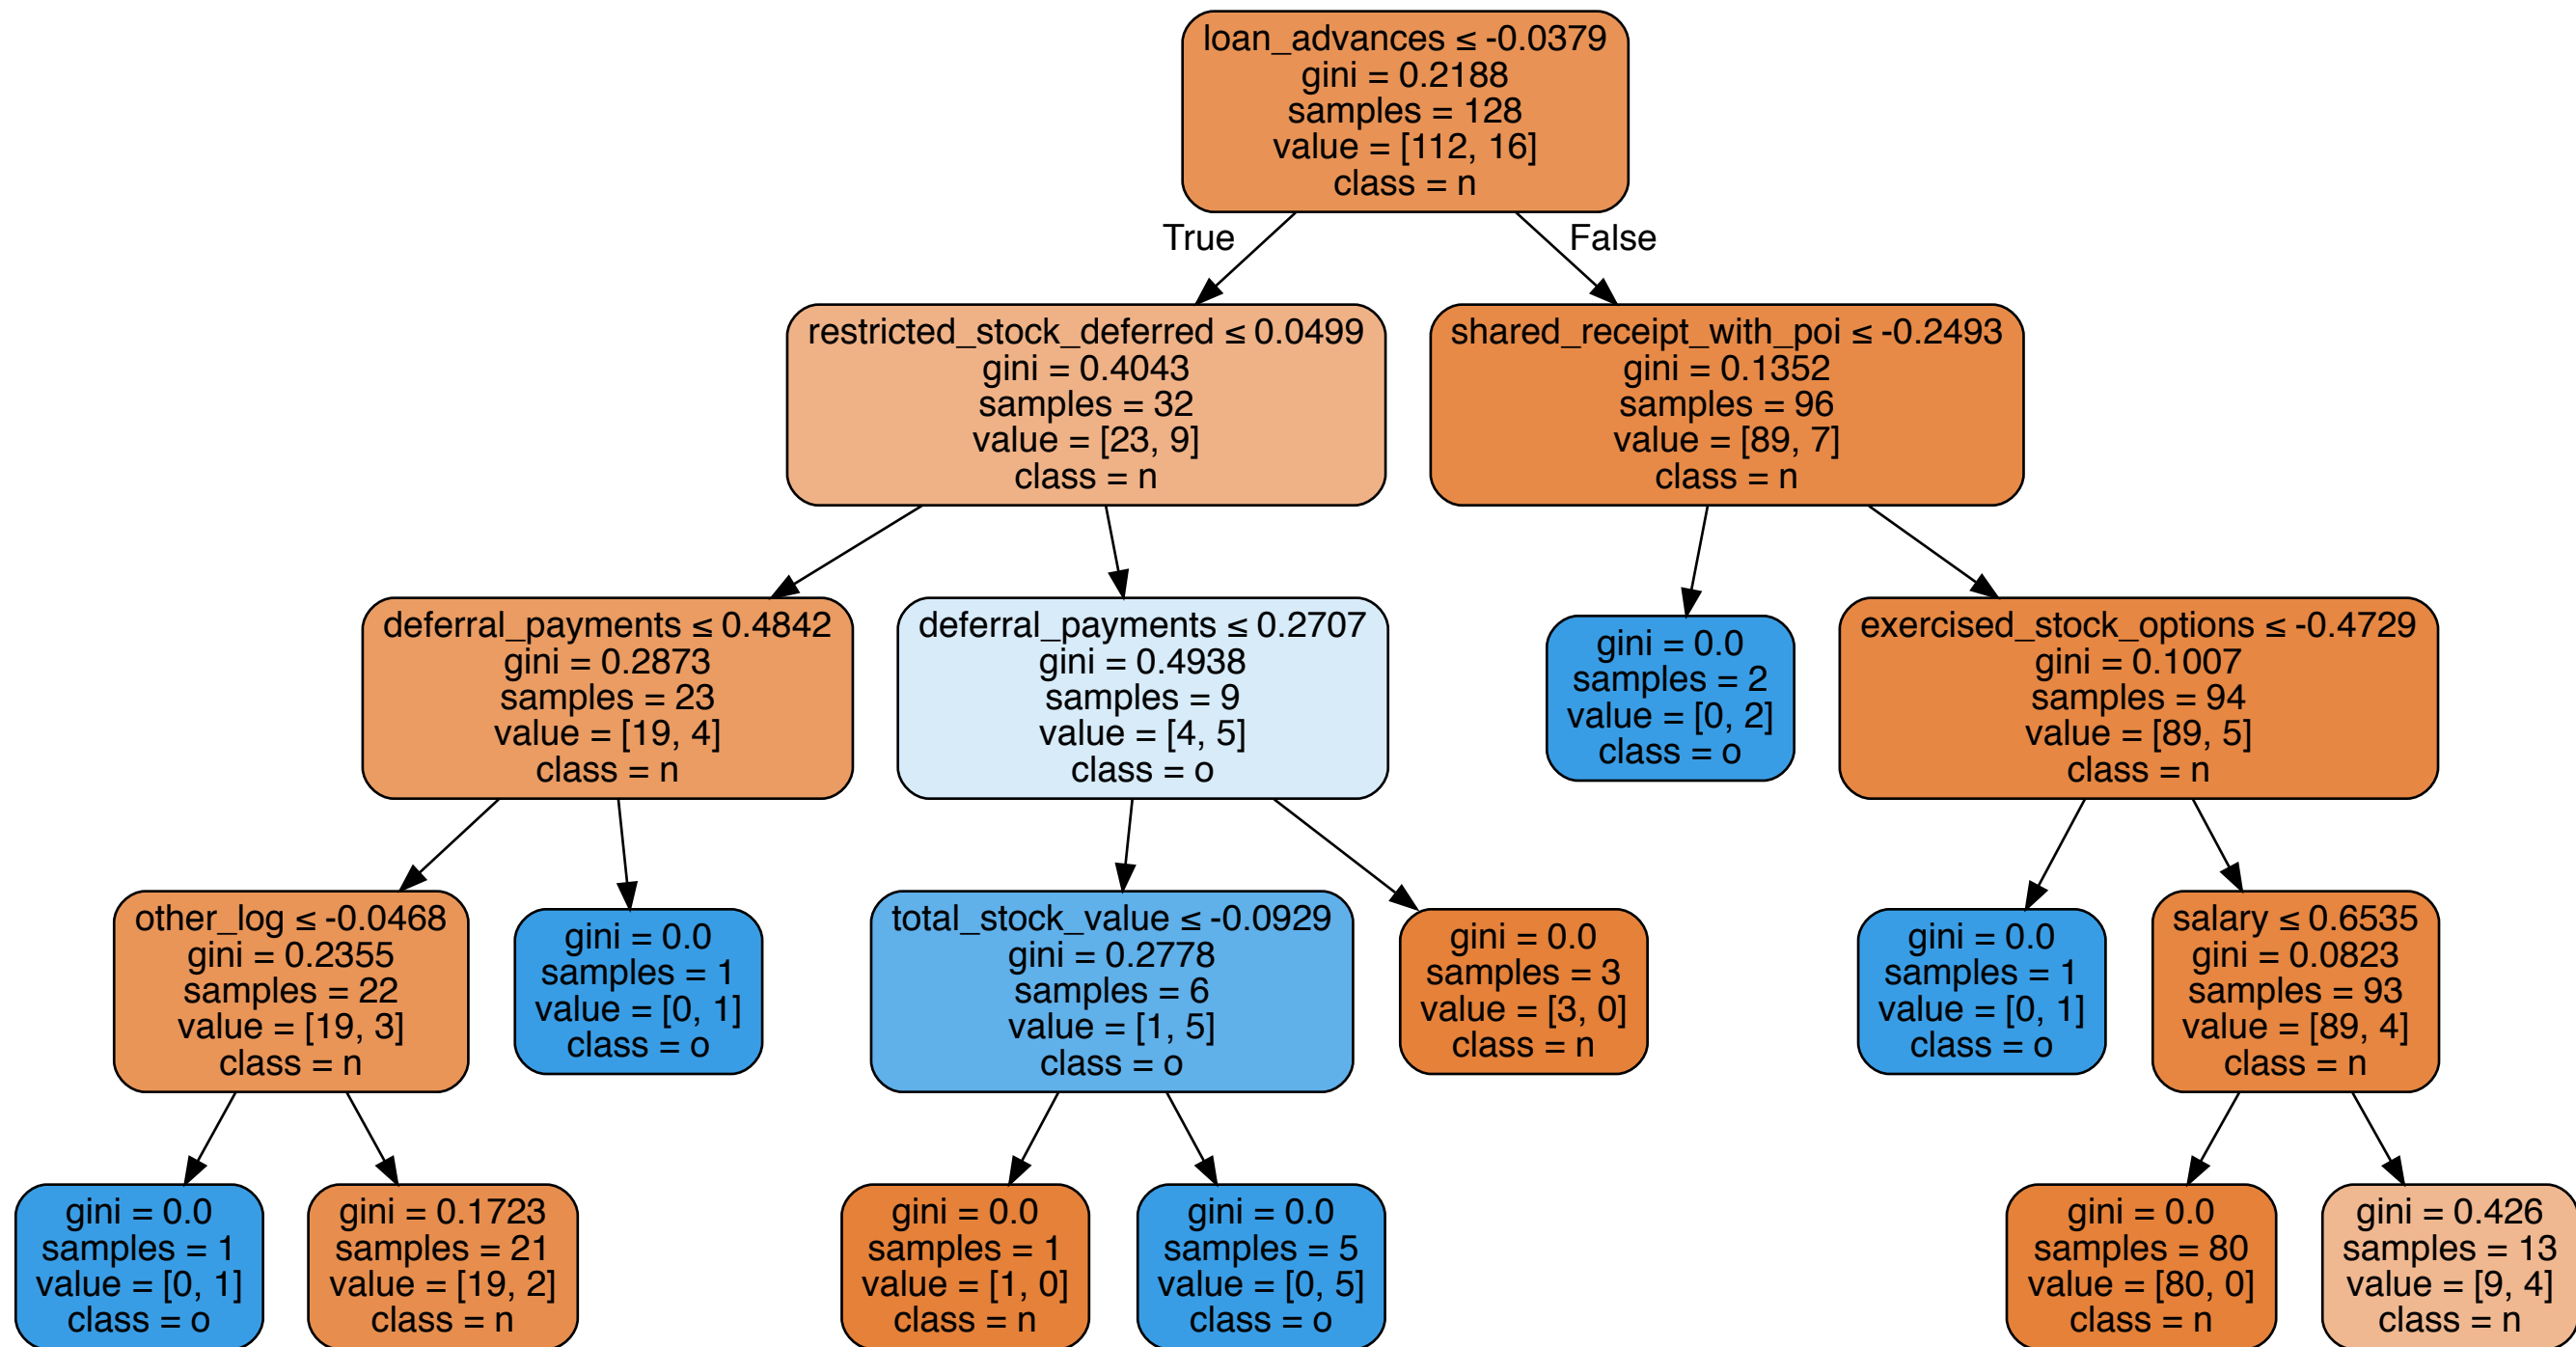 loan_advances ≤ -0.0379
gini = 0.2188
samples = 128
value = [112, 16]
class = n
True
False
restricted_stock_deferred ≤ 0.0499
gini = 0.4043
samples = 32
value = [23, 9]
class = n
shared_receipt_with_poi ≤ -0.2493
gini = 0.1352
samples = 96
value = [89, 7]
class = n
deferral_payments ≤ 0.4842
gini = 0.2873
samples = 23
value = [19, 4]
class = n
deferral_payments ≤ 0.2707
gini = 0.4938
samples = 9
value = [4, 5]
class = o
gini = 0.0
samples = 2
value = [0, 2]
class = o
exercised_stock_options ≤ -0.4729
gini = 0.1007
samples = 94
value = [89, 5]
class = n
other_log ≤ -0.0468
gini = 0.2355
samples = 22
value = [19, 3]
class = n
gini = 0.0
samples = 1
value = [0, 1]
class = o
total_stock_value ≤ -0.0929
gini = 0.2778
samples = 6
value = [1, 5]
class = o
gini = 0.0
samples = 3
value = [3, 0]
class = n
gini = 0.0
samples = 1
value = [0, 1]
class = o
salary ≤ 0.6535
gini = 0.0823
samples = 93
value = [89, 4]
class = n
gini = 0.0
samples = 1
value = [0, 1]
class = o
gini = 0.1723
samples = 21
value = [19, 2]
class = n
gini = 0.0
samples = 1
value = [1, 0]
class = n
gini = 0.0
samples = 5
value = [0, 5]
class = o
gini = 0.0
samples = 80
value = [80, 0]
class = n
gini = 0.426
samples = 13
value = [9, 4]
class = n